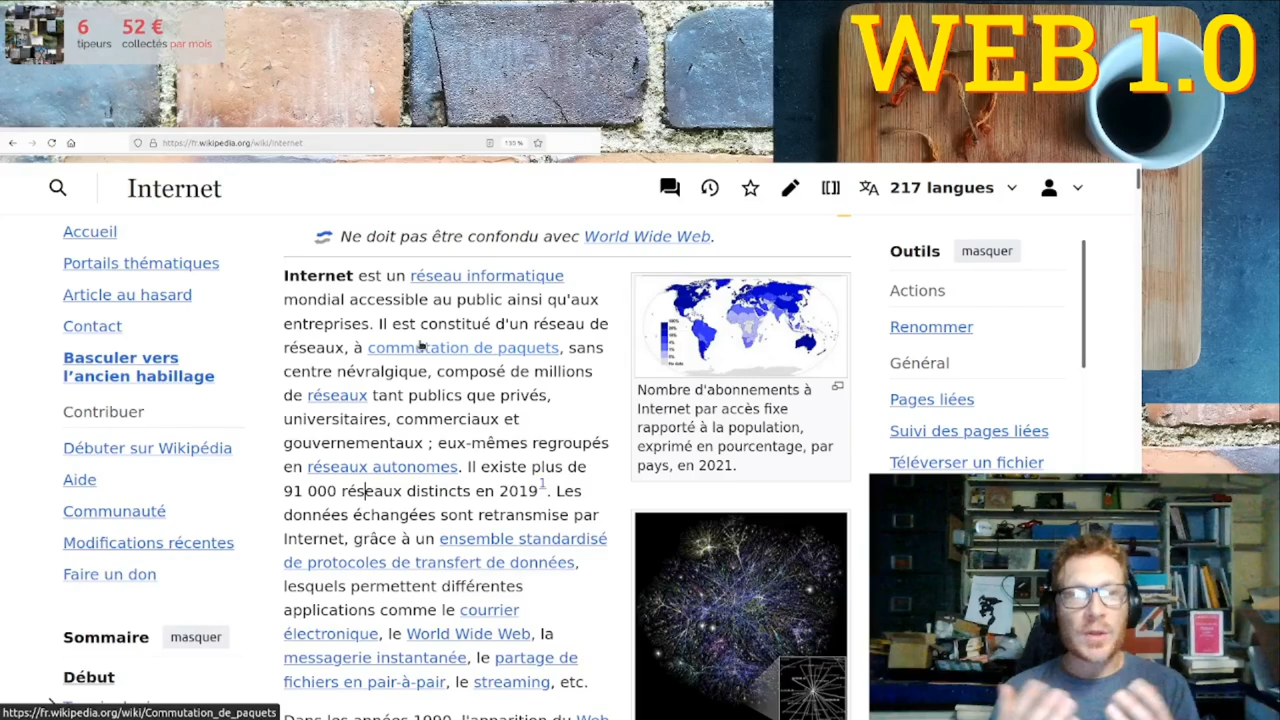 6
52 €
tipeurs
collectés par mois
WEB 1.0
https://fr.wikipedia.org/wiki/Internet
130 %
Internet
217 langues
Accueil
Portails thématiques
Article au hasard
Contact
Basculer vers
l’ancien habillage
Contribuer
Débuter sur Wikipédia
Aide
Communauté
Modifications récentes
Faire un don
Sommaire
masquer
Début
Ne doit pas être confondu avec World Wide Web.
Internet est un réseau informatique
mondial accessible au public ainsi qu'aux
entreprises. Il est constitué d'un réseau de
réseaux, à commutation de paquets, sans
centre névralgique, composé de millions
de réseaux tant publics que privés,
universitaires, commerciaux et
gouvernementaux ; eux-mêmes regroupés
en réseaux autonomes. Il existe plus de
91 000 réseaux distincts en 2019 1. Les
données échangées sont retransmise par
Internet, grâce à un ensemble standardisé
de protocoles de transfert de données,
lesquels permettent différentes
applications comme le courrier
électronique, le World Wide Web, la
messagerie instantanée, le partage de
fichiers en pair-à-pair, le streaming, etc.
Dans les années 1990, l'apparition du Web
Nombre d'abonnements à
Internet par accès fixe
rapporté à la population,
exprimé en pourcentage, par
pays, en 2021.
Outils
masquer
Actions
Renommer
Général
Pages liées
Suivi des pages liées
Téléverser un fichier
https://fr.wikipedia.org/wiki/Commutation_de_paquets